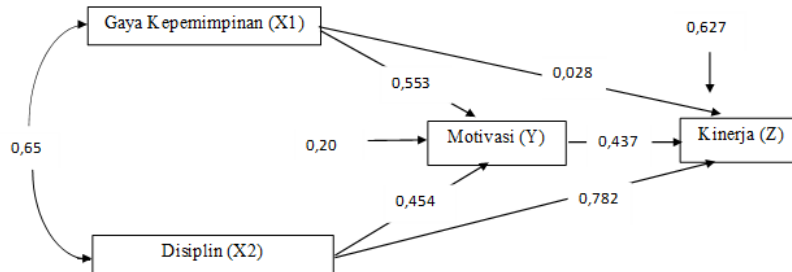 Gaya Kepemimpinan (X1)
0,627
0,028
0,553
0,65
0,20
Motivasi (Y)
0,437
Kinerja (Z)
0,454
0,782
Disiplin (X2)